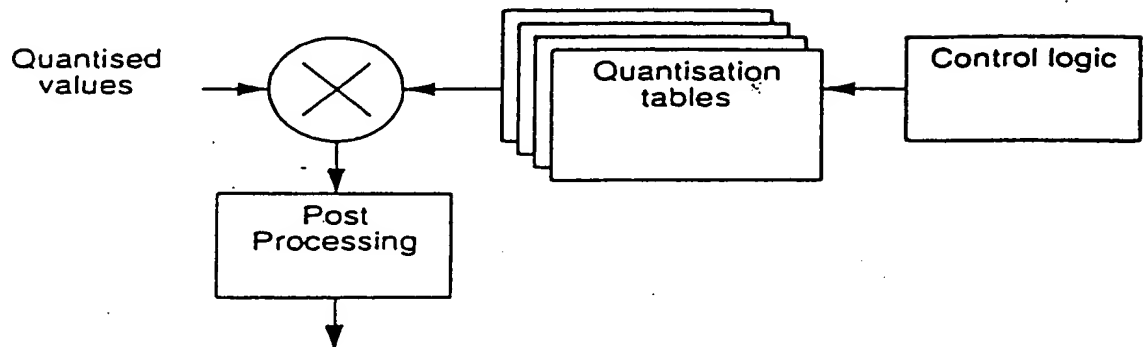 Quantised
values
Quantisation
tables
Control logic
Post
Processing